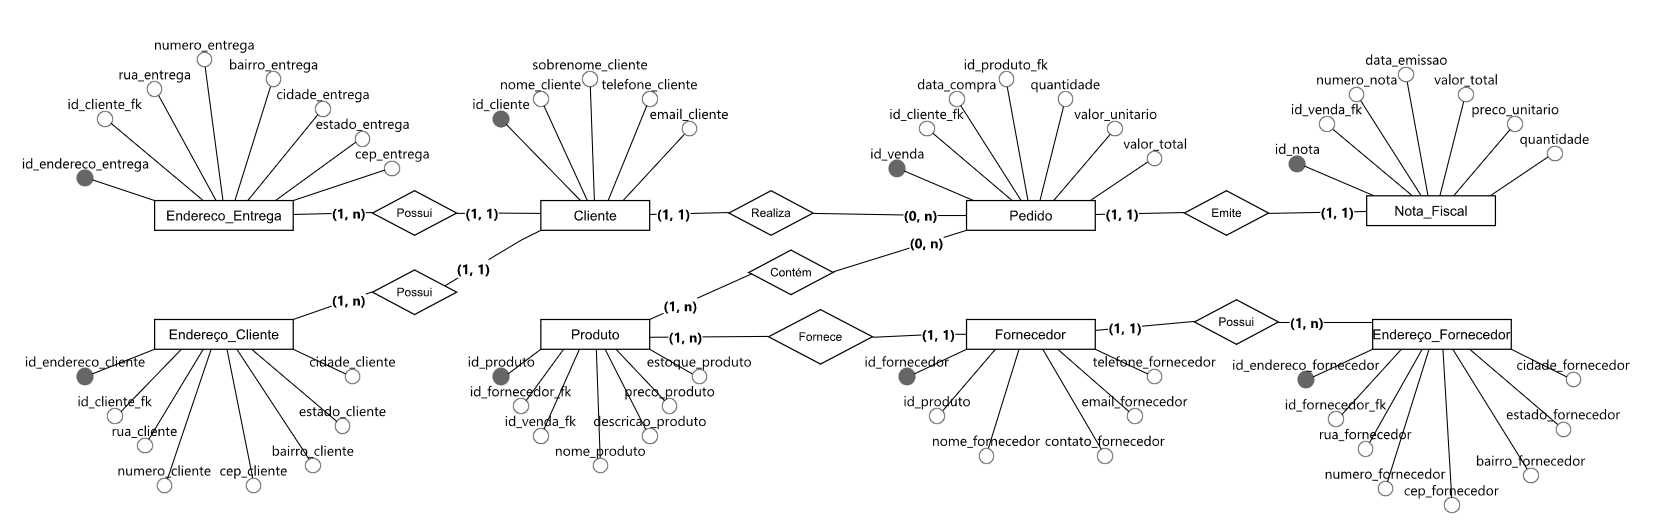 numero_entrega
bairro_entrega
rua_entrega
cidade_entrega
id_cliente_fk
estado_entrega
cep_entrega
id_endereco_entrega
Endereco_Entrega
(1, n)
Possui
(1, 1)
sobrenome_cliente
nome_cliente
telefone_cliente
id_cliente
email_cliente
Cliente
(1, 1)
Realiza
(0, n)
id_produto_fk
data_compra
quantidade
id_cliente_fk
valor_unitario
valor_total
id_venda
Pedido
(1, 1)
Emite
(1, 1)
data_emissao
numero_nota
valor_total
id_venda_fk
preco_unitario
quantidade
id_nota
Nota_Fiscal
(1, 1)
Possui
(1, n)
Endereço_Cliente
id_endereco_cliente
cidade_cliente
id_cliente_fk
estado_cliente
rua_cliente
bairro_cliente
numero_cliente
cep_cliente
(0, n)
Contém
(1, n)
Produto
(1, n)
Fornece
(1, 1)
id_produto
estoque_produto
id_fornecedor_fk
preco_produto
id_venda_fk
descricao_produto
nome_produto
Fornecedor
(1, 1)
Possui
(1, n)
id_fornecedor
telefone_fornecedor
id_produto
email_fornecedor
nome_fornecedor
contato_fornecedor
Endereço_Fornecedor
id_endereco_fornecedor
cidade_fornecedor
id_fornecedor_fk
estado_fornecedor
rua_fornecedor
bairro_fornecedor
numero_fornecedor
cep_fornecedor